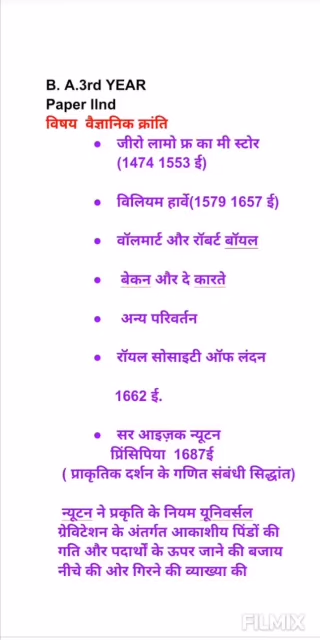 B. A.3rd YEAR
Paper IInd
विषय वैज्ञानिक क्रांति
• जीरो लामो फ्र का मी स्टोर
(1474 1553 ई)
• विलियम हार्वे(1579 1657 ई)
• वॉलमार्ट और रॉबर्ट बॉयल
• बेकन और दे कारते
• अन्य परिवर्तन
• रॉयल सोसाइटी ऑफ लंदन
1662 ई.
• सर आइज़क न्यूटन
प्रिंसिपिया 1687ई
( प्राकृतिक दर्शन के गणित संबंधी सिद्धांत)
न्यूटन ने प्रकृति के नियम यूनिवर्सल
ग्रेविटेशन के अंतर्गत आकाशीय पिंडों की
गति और पदार्थों के ऊपर जाने की बजाय
नीचे की ओर गिरने की व्याख्या की
FILMIX